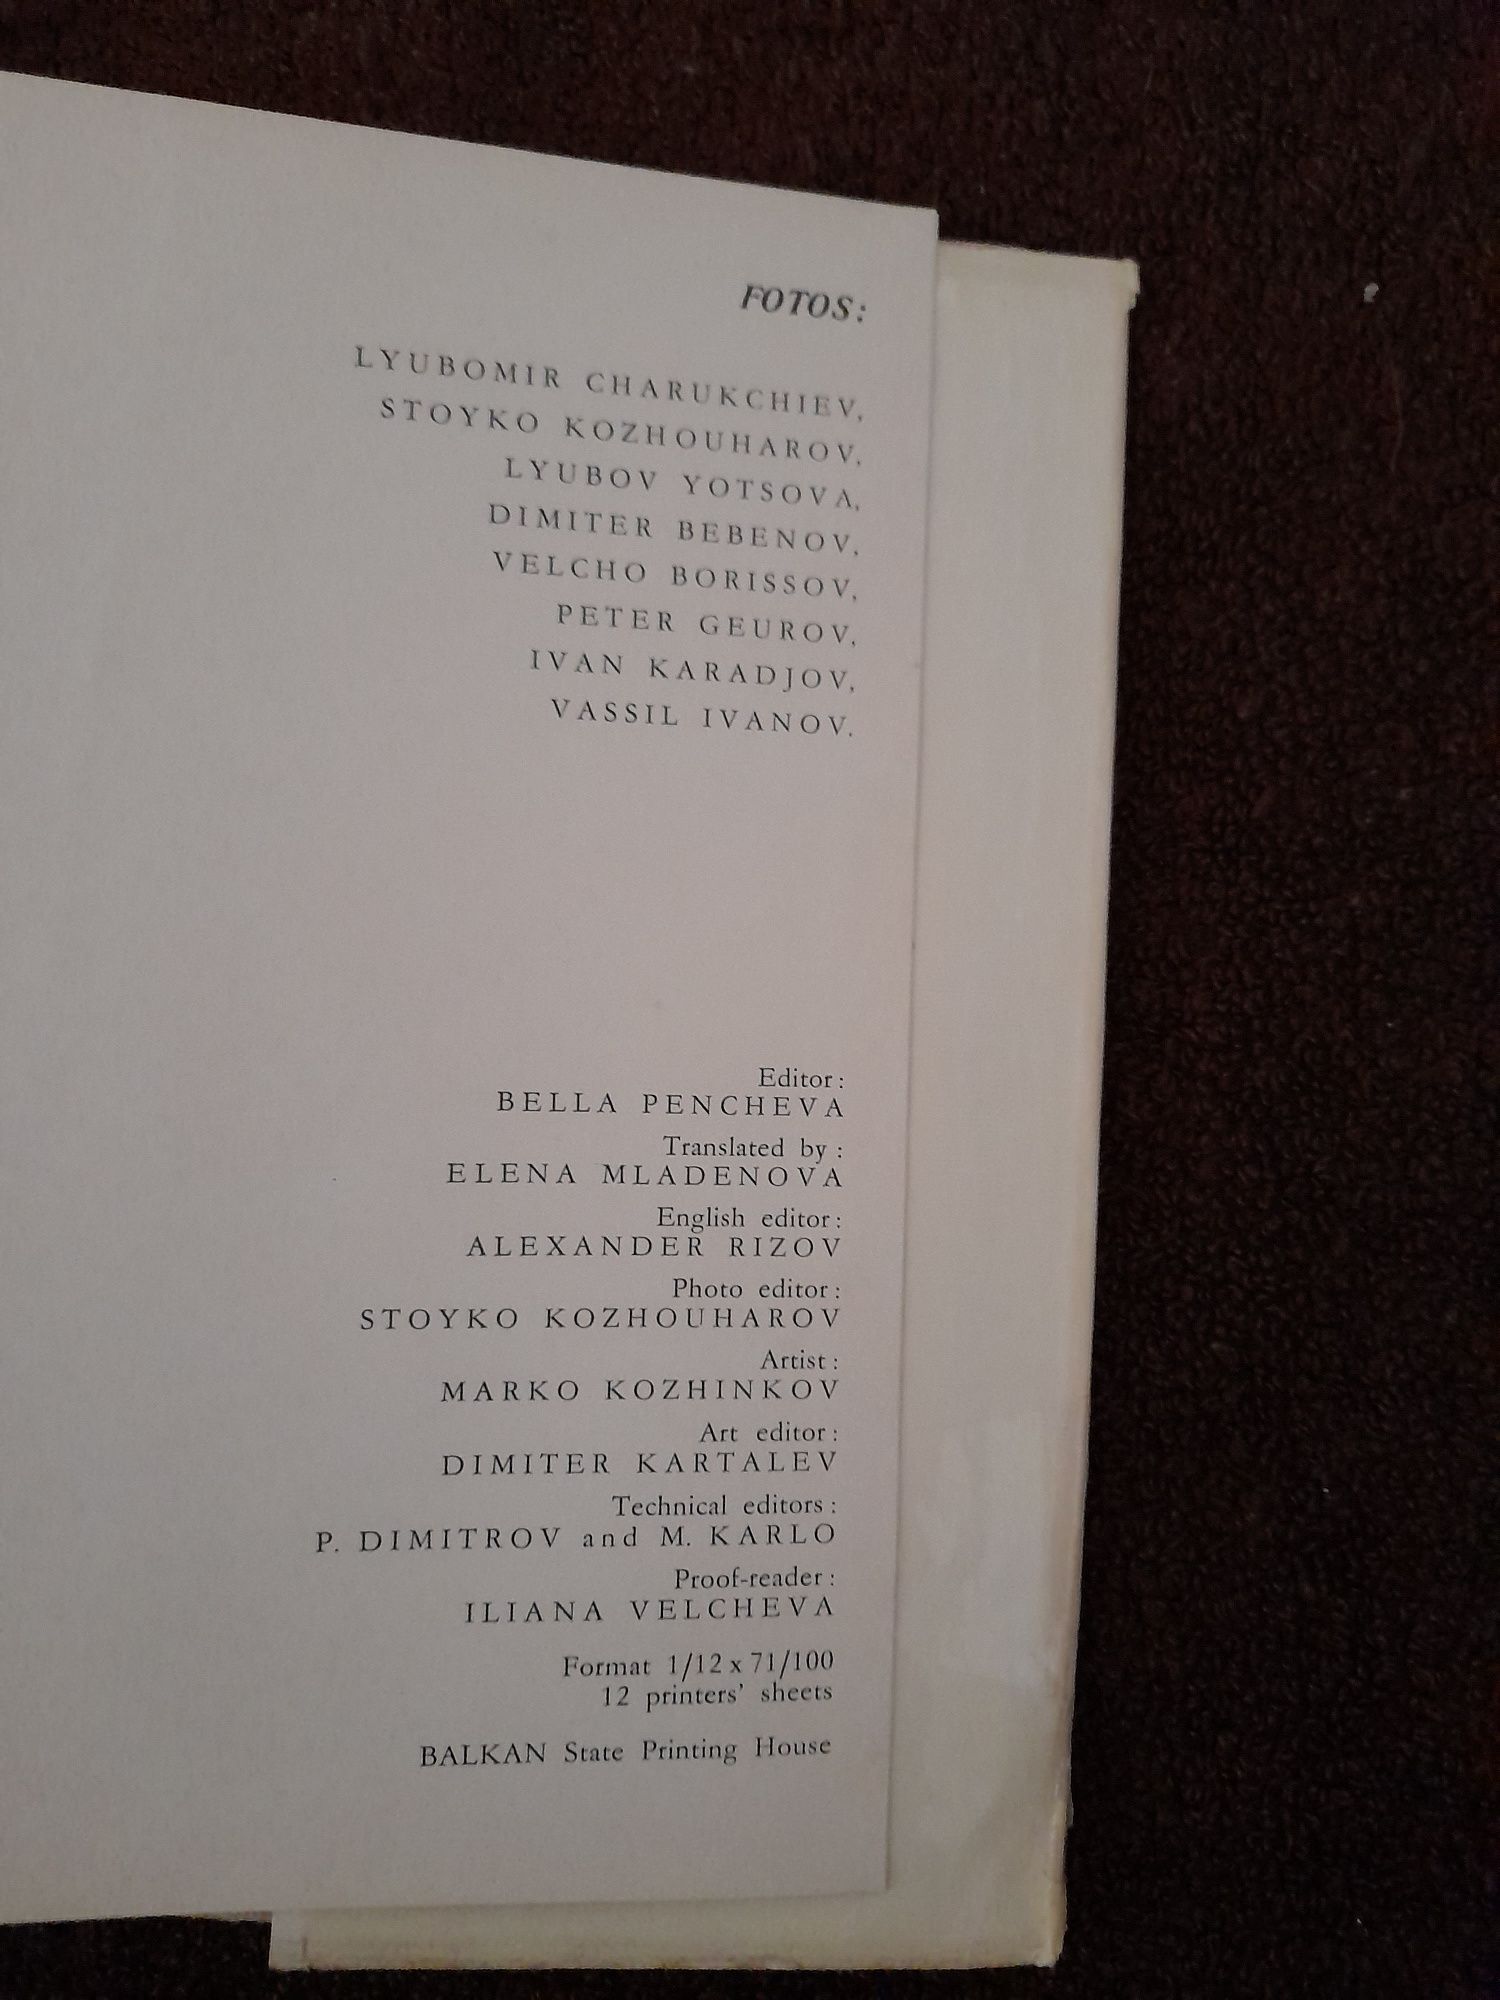 FOTOS:
LYUBOMIR CHARUKCHIEV,
STOYKO KOZHOUHAROV,
LYUBOV YOTSOVA,
DIMITER BEBENOV,
VELCHO BORISSOV,
PETER GEUROV,
IVAN KARADJOV,
VASSIL IVANOV.
Editor:
BELLA PENCHEVA
Translated by:
ELENA MLADENOVA
English editor:
ALEXANDER RIZOV
Photo editor:
STOYKO KOZHOUHAROV
Artist:
MARKO KOZHINKOV
Art editor:
DIMITER KARTALEV
Technical editors:
P. DIMITROV and M. KARLO
Proof-reader:
ILIANA VELCHEVA
Format 1/12 x 71/100
12 printers' sheets
BALKAN State Printing House